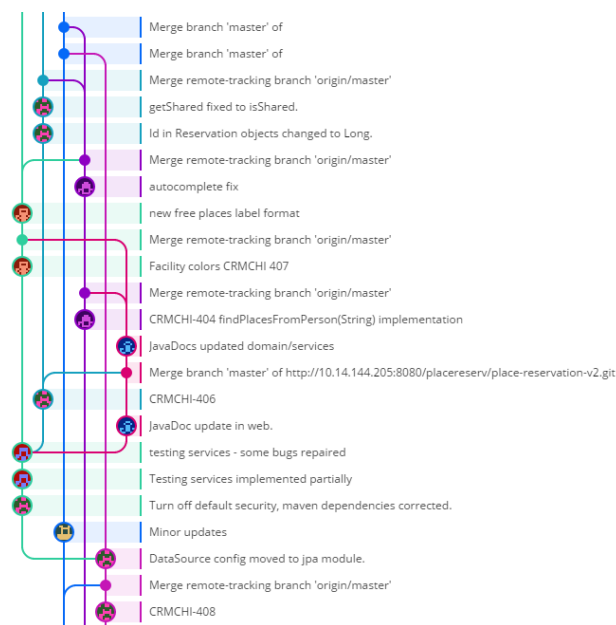 Merge branch 'master' of
Merge branch 'master' of
Merge remote-tracking branch 'origin/master'
getShared fixed to isShared.
Id in Reservation objects changed to Long.
Merge remote-tracking branch 'origin/master'
autocomplete fix
new free places label format
Merge remote-tracking branch 'origin/master'
Facility colors CRMCHI 407
Merge remote-tracking branch 'origin/master'
CRMCHI-404 findPlacesFromPerson(String) implementation
JavaDocs updated domain/services
Merge branch 'master' of http://10.14.144.205:8080/placereserv/place-reservation-v2.git
CRMCHI-406
JavaDoc update in web.
testing services - some bugs repaired
Testing services implemented partially
Turn off default security, maven dependencies corrected.
Minor updates
DataSource config moved to jpa module.
Merge remote-tracking branch 'origin/master'
CRMCHI-408